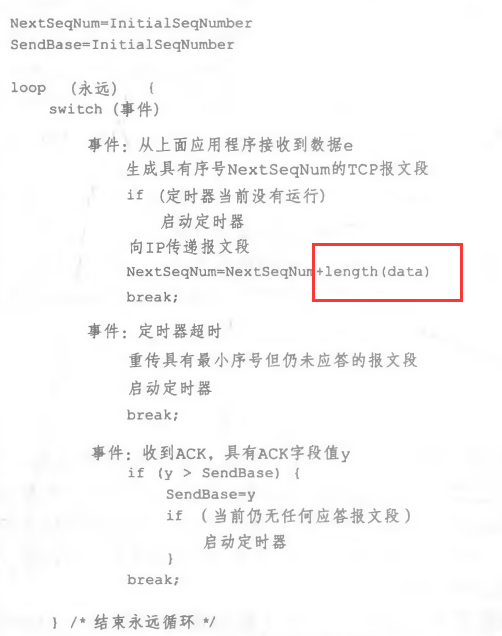 NextSeqNum=InitialSeqNumber
SendBase=InitialSeqNumber
loop (永远) {
switch (事件)
事件: 从上面应用程序接收到数据e
生成具有序号NextSeqNum的TCP报文段
if (定时器当前没有运行)
启动定时器
向IP传递报文段
NextSeqNum=NextSeqNum+length(data)
break;
事件: 定时器超时
重传具有最小序号但仍未应答的报文段
启动定时器
break;
事件: 收到ACK, 具有ACK字段值y
if (y > SendBase) {
SendBase=y
if (当前仍无任何应答报文段)
启动定时器
}
break;
} /* 结束永远循环 */